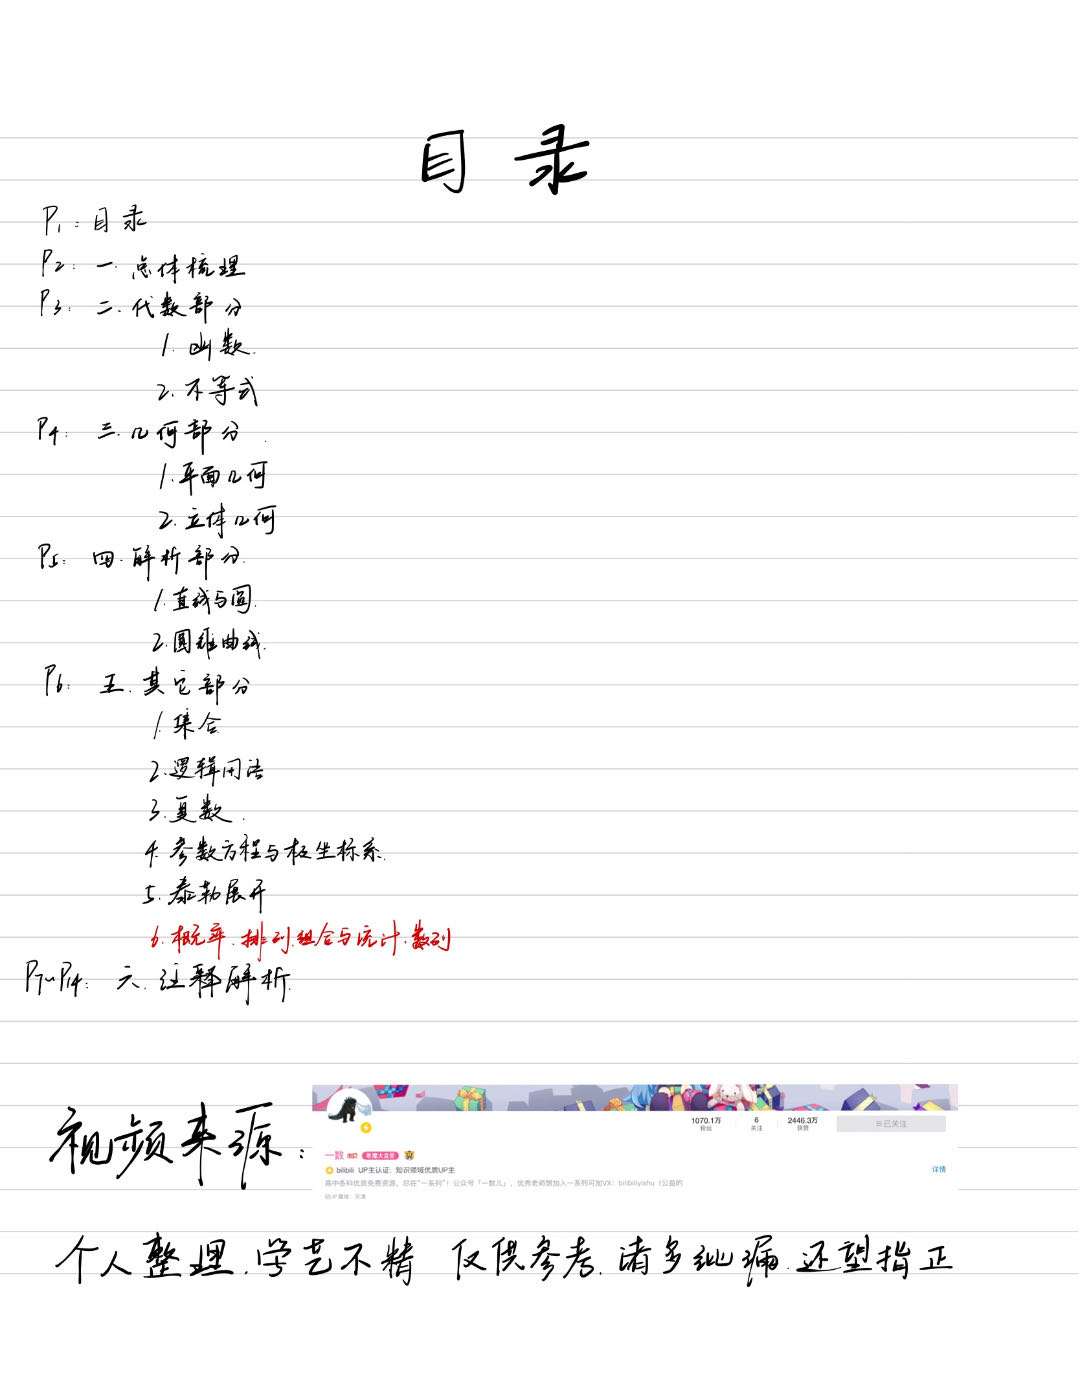 目录
P1：目录
P2：一.总体梳理
P3：二.代数部分
1.函数.
2.不等式
P4：三.几何部分.
1.平面几何
2.立体几何
P5：四.解析部分.
1.直线与圆.
2.圆锥曲线.
P6：五.其它部分
1.集合
2.逻辑用语
3.复数.
4.参数方程与极坐标系.
5.泰勒展开
6.概率.排列.组合与统计.数列
P7~P14：六.注释解析.
视频来源：
1070.1万 6 2446.3万
粉丝 关注 获赞
已关注
一数 年度大会员
bilibili UP主认证：知识领域优质UP主
详情
高中各科优质免费资源，尽在“一系列”！公众号「一数儿」，优秀老师想加入一系列可加VX：bilibiliyishu（公益的
IP属地：天津
个人整理.学艺不精 仅供参考.诸多纰漏.还望指正